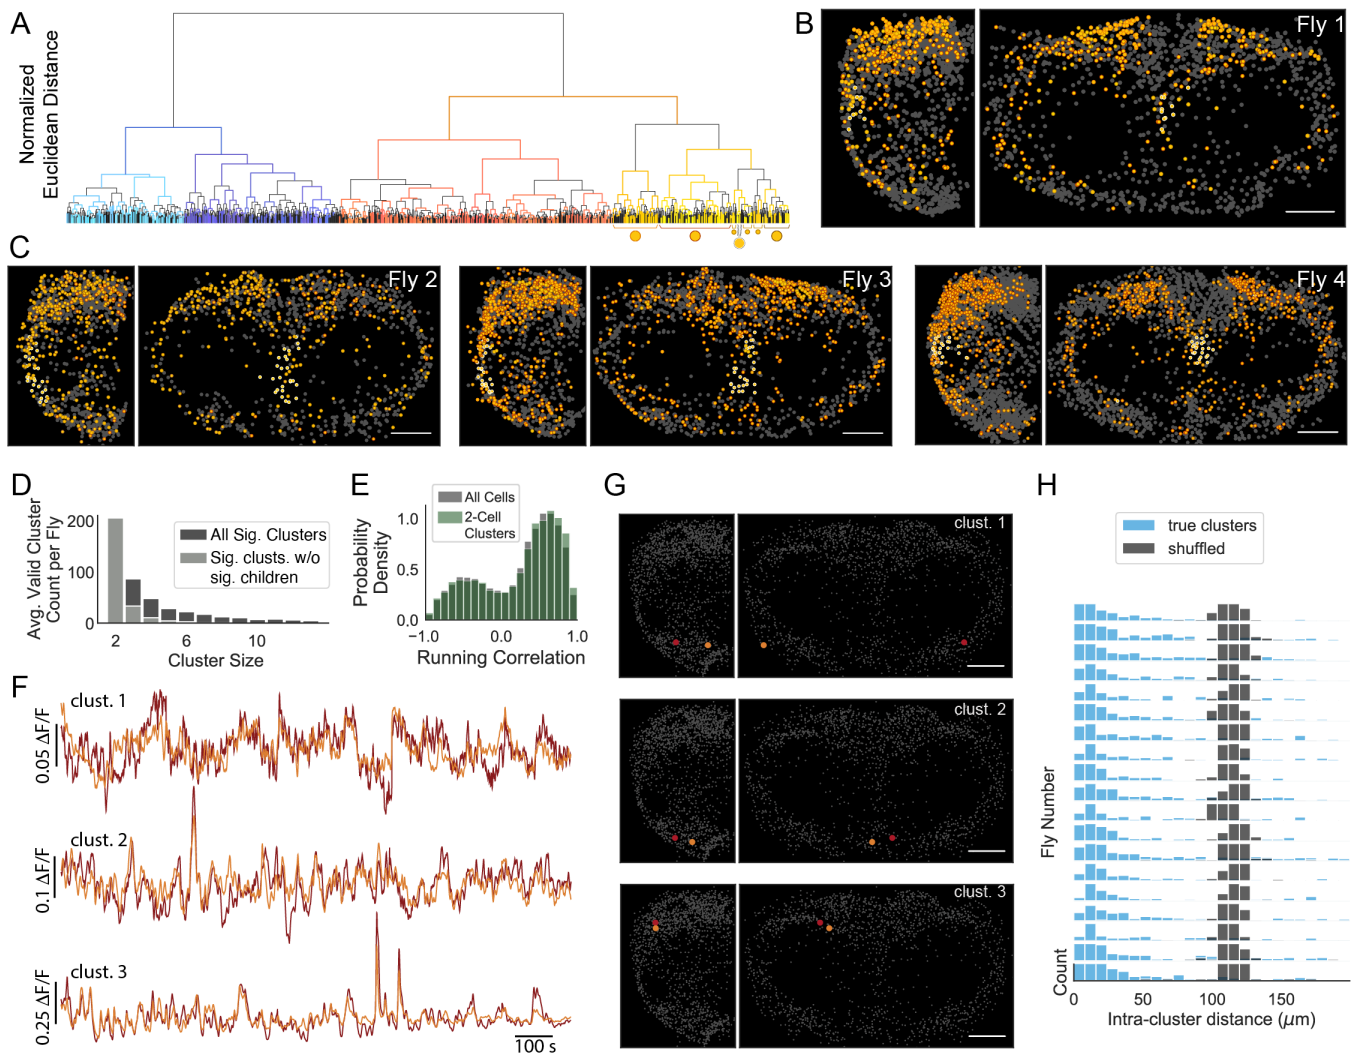 A
Normalized
Euclidean Distance
B
Fly 1
C
Fly 2
Fly 3
Fly 4
D
Avg. Valid Cluster
Count per Fly
200
100
0
2
6
10
Cluster Size
All Sig. Clusters
Sig. clusts. w/o
sig. children
E
Probability
Density
1.0
0.5
0.0
−1.0
0.0
1.0
Running Correlation
All Cells
2-Cell
Clusters
F
clust. 1
0.05 ΔF/F
clust. 2
0.1 ΔF/F
clust. 3
0.25 ΔF/F
100 s
G
clust. 1
clust. 2
clust. 3
H
true clusters
shuffled
Fly Number
Count
0
50
100
150
Intra-cluster distance (μm)